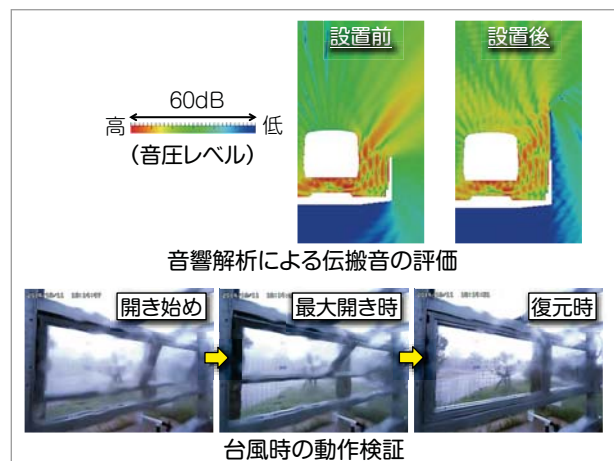 設置前
設置後
60dB
高
低
(音圧レベル)
音響解析による伝搬音の評価
開き始め
最大開き時
復元時
台風時の動作検証